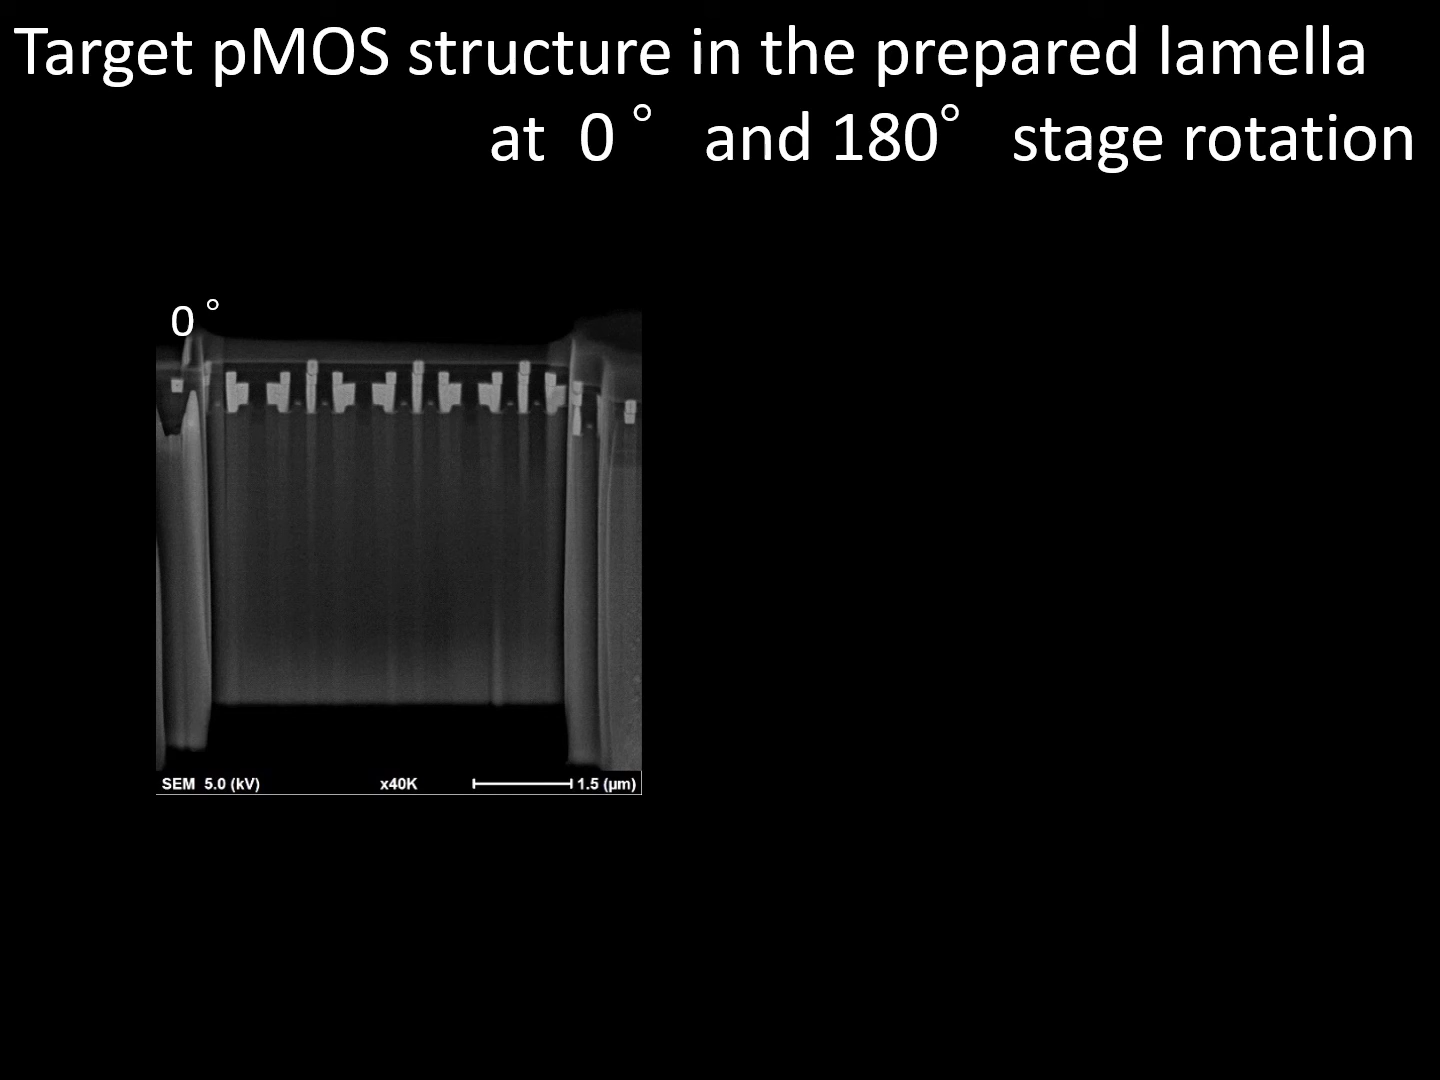 Target pMOS structure in the prepared lamella
at 0° and 180° stage rotation
0°
SEM 5.0 (kV) x40K 1.5 (µm)